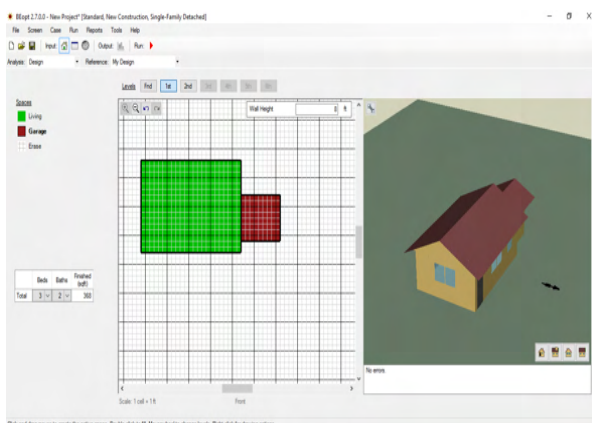 BEopt 2.7.0.0 - New Project* [Standard, New Construction, Single-Family Detached]
File Screen Case Run Reports Tools Help
Input: Output: Run:
Analysis: Design Reference: My Design
Levels Fnd 1st 2nd
Spaces
Living
Garage
Erase
Wall Height ft
Beds Baths Finished
Total 3 2
No errors
Scale: 1 cell = 1 ft Front